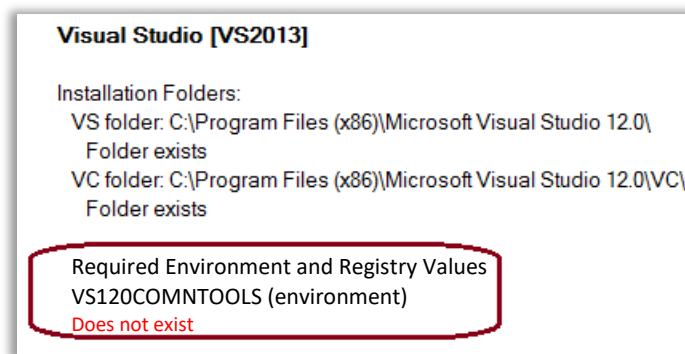 Visual Studio [VS2013]
Installation Folders:
VS folder: C:\Program Files (x86)\Microsoft Visual Studio 12.0\
Folder exists
VC folder: C:\Program Files (x86)\Microsoft Visual Studio 12.0\VC\
Folder exists
Required Environment and Registry Values
VS120COMNTOOLS (environment)
Does not exist